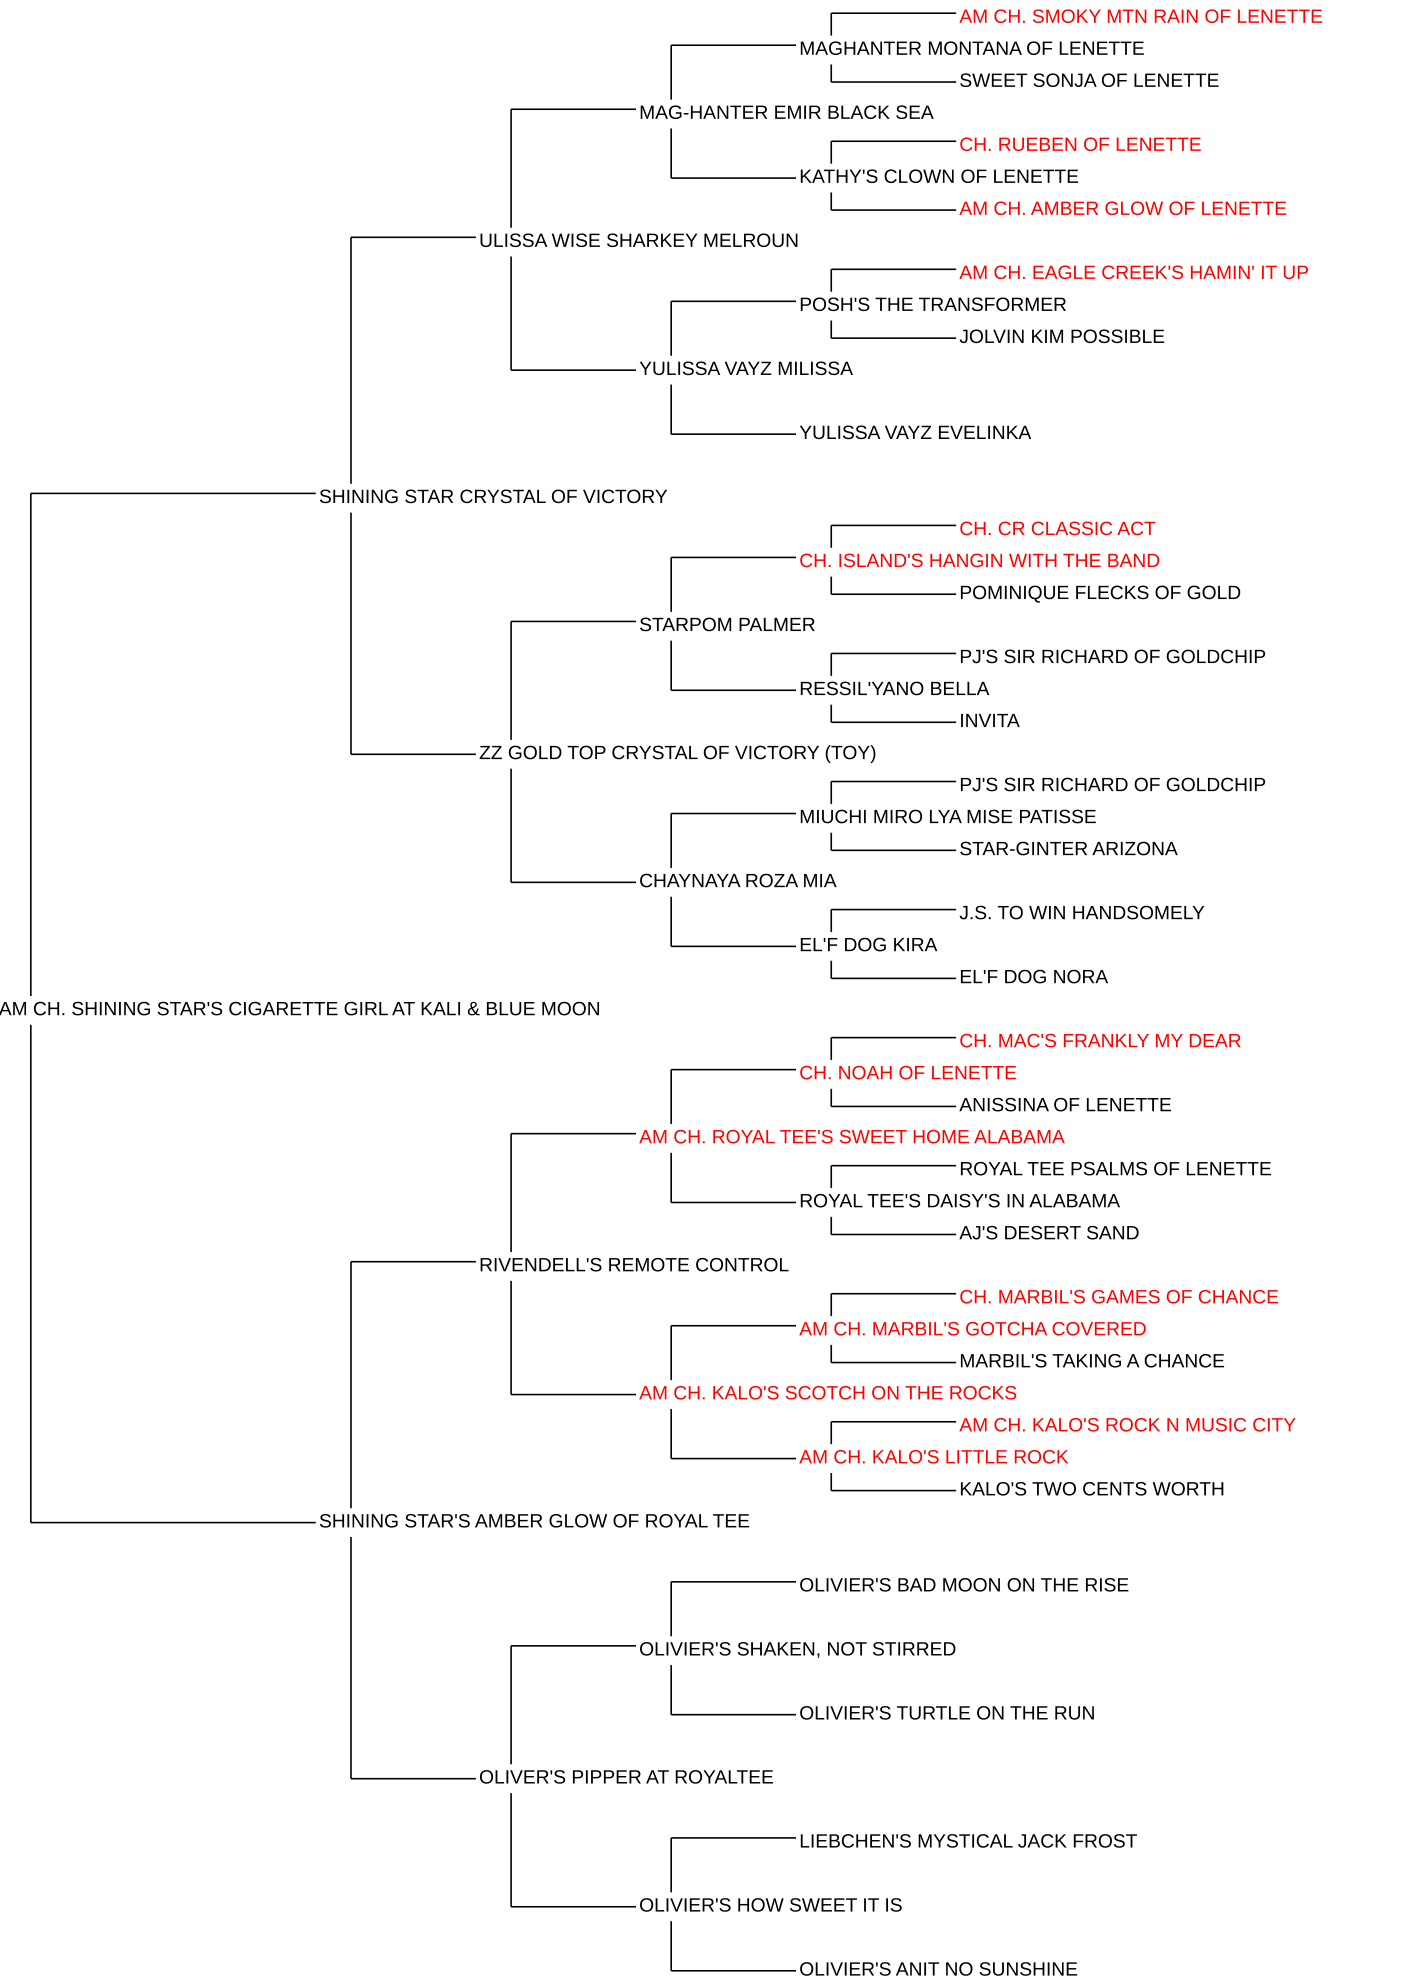 AM CH. SMOKY MTN RAIN OF LENETTE
MAGHANTER MONTANA OF LENETTE
SWEET SONJA OF LENETTE
MAG-HANTER EMIR BLACK SEA
CH. RUEBEN OF LENETTE
KATHY'S CLOWN OF LENETTE
AM CH. AMBER GLOW OF LENETTE
ULISSA WISE SHARKEY MELROUN
AM CH. EAGLE CREEK'S HAMIN' IT UP
POSH'S THE TRANSFORMER
JOLVIN KIM POSSIBLE
YULISSA VAYZ MILISSA
YULISSA VAYZ EVELINKA
SHINING STAR CRYSTAL OF VICTORY
CH. CR CLASSIC ACT
CH. ISLAND'S HANGIN WITH THE BAND
POMINIQUE FLECKS OF GOLD
STARPOM PALMER
PJ'S SIR RICHARD OF GOLDCHIP
RESSIL'YANO BELLA
INVITA
ZZ GOLD TOP CRYSTAL OF VICTORY (TOY)
PJ'S SIR RICHARD OF GOLDCHIP
MIUCHI MIRO LYA MISE PATISSE
STAR-GINTER ARIZONA
CHAYNAYA ROZA MIA
J.S. TO WIN HANDSOMELY
EL'F DOG KIRA
EL'F DOG NORA
AM CH. SHINING STAR'S CIGARETTE GIRL AT KALI & BLUE MOON
CH. MAC'S FRANKLY MY DEAR
CH. NOAH OF LENETTE
ANISSINA OF LENETTE
AM CH. ROYAL TEE'S SWEET HOME ALABAMA
ROYAL TEE PSALMS OF LENETTE
ROYAL TEE'S DAISY'S IN ALABAMA
AJ'S DESERT SAND
RIVENDELL'S REMOTE CONTROL
CH. MARBIL'S GAMES OF CHANCE
AM CH. MARBIL'S GOTCHA COVERED
MARBIL'S TAKING A CHANCE
AM CH. KALO'S SCOTCH ON THE ROCKS
AM CH. KALO'S ROCK N MUSIC CITY
AM CH. KALO'S LITTLE ROCK
KALO'S TWO CENTS WORTH
SHINING STAR'S AMBER GLOW OF ROYAL TEE
OLIVIER'S BAD MOON ON THE RISE
OLIVIER'S SHAKEN, NOT STIRRED
OLIVIER'S TURTLE ON THE RUN
OLIVER'S PIPPER AT ROYALTEE
LIEBCHEN'S MYSTICAL JACK FROST
OLIVIER'S HOW SWEET IT IS
OLIVIER'S ANIT NO SUNSHINE